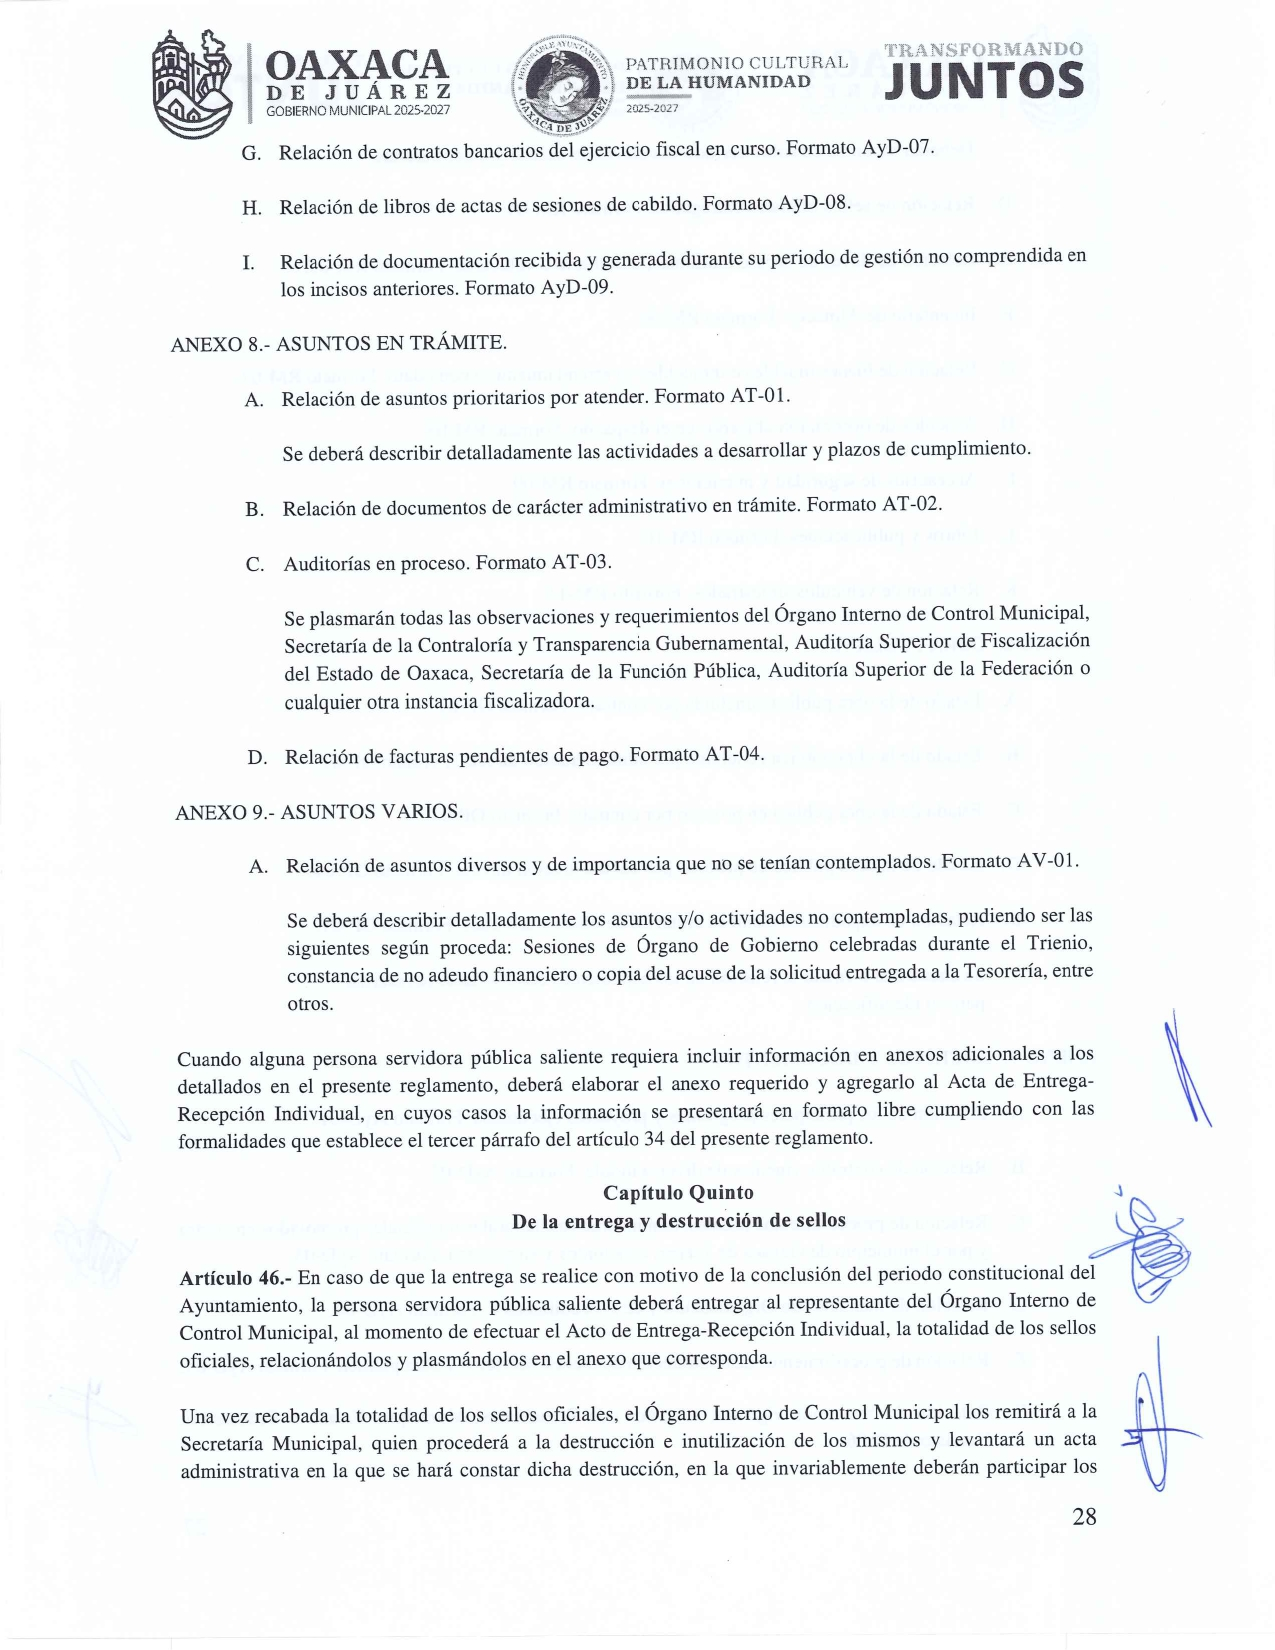 OAXACA
DE JUÁREZ
GOBIERNO MUNICIPAL 2025-2027
HONORABLE AYUNTAMIENTO
OAXACA DE JUÁREZ
PATRIMONIO CULTURAL
DE LA HUMANIDAD
2025-2027
TRANSFORMANDO
JUNTOS
G. Relación de contratos bancarios del ejercicio fiscal en curso. Formato AyD-07.
H. Relación de libros de actas de sesiones de cabildo. Formato AyD-08.
I. Relación de documentación recibida y generada durante su periodo de gestión no comprendida en
los incisos anteriores. Formato AyD-09.
ANEXO 8.- ASUNTOS EN TRÁMITE.
A. Relación de asuntos prioritarios por atender. Formato AT-01.
Se deberá describir detalladamente las actividades a desarrollar y plazos de cumplimiento.
B. Relación de documentos de carácter administrativo en trámite. Formato AT-02.
C. Auditorías en proceso. Formato AT-03.
Se plasmarán todas las observaciones y requerimientos del Órgano Interno de Control Municipal,
Secretaría de la Contraloría y Transparencia Gubernamental, Auditoría Superior de Fiscalización
del Estado de Oaxaca, Secretaría de la Función Pública, Auditoría Superior de la Federación o
cualquier otra instancia fiscalizadora.
D. Relación de facturas pendientes de pago. Formato AT-04.
ANEXO 9.- ASUNTOS VARIOS.
A. Relación de asuntos diversos y de importancia que no se tenían contemplados. Formato AV-01.
Se deberá describir detalladamente los asuntos y/o actividades no contempladas, pudiendo ser las
siguientes según proceda: Sesiones de Órgano de Gobierno celebradas durante el Trienio,
constancia de no adeudo financiero o copia del acuse de la solicitud entregada a la Tesorería, entre
otros.
Cuando alguna persona servidora pública saliente requiera incluir información en anexos adicionales a los
detallados en el presente reglamento, deberá elaborar el anexo requerido y agregarlo al Acta de Entrega-
Recepción Individual, en cuyos casos la información se presentará en formato libre cumpliendo con las
formalidades que establece el tercer párrafo del artículo 34 del presente reglamento.
Capítulo Quinto
De la entrega y destrucción de sellos
Artículo 46.- En caso de que la entrega se realice con motivo de la conclusión del periodo constitucional del
Ayuntamiento, la persona servidora pública saliente deberá entregar al representante del Órgano Interno de
Control Municipal, al momento de efectuar el Acto de Entrega-Recepción Individual, la totalidad de los sellos
oficiales, relacionándolos y plasmándolos en el anexo que corresponda.
Una vez recabada la totalidad de los sellos oficiales, el Órgano Interno de Control Municipal los remitirá a la
Secretaría Municipal, quien procederá a la destrucción e inutilización de los mismos y levantará un acta
administrativa en la que se hará constar dicha destrucción, en la que invariablemente deberán participar los
28